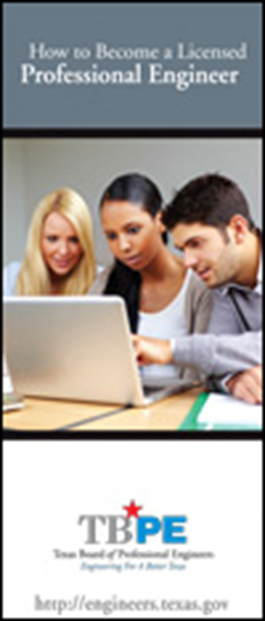 How to Become a Licensed
Professional Engineer
TBPE
Texas Board of Professional Engineers
Engineering For A Better Texas
http://engineers.texas.gov